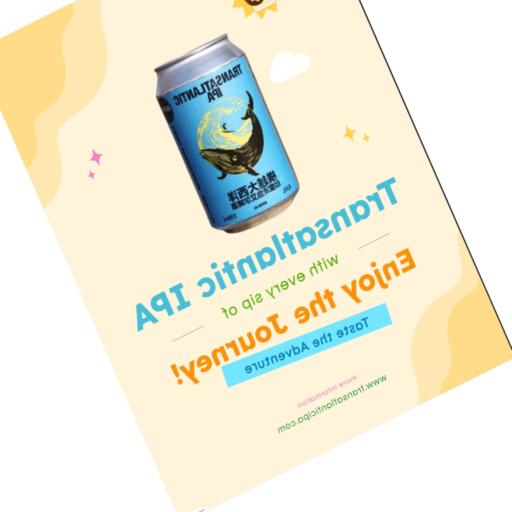 TRANSATLANTIC
IPA
Transatlantic IPA
with every sip of
Enjoy the Journey!
Taste the Adventure
more information
www.transatlanticipa.com